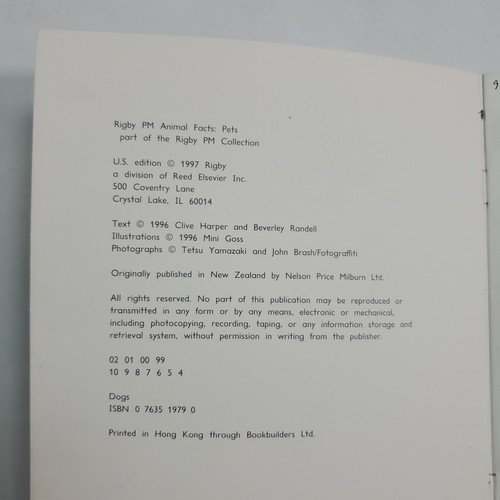 Rigby PM Animal Facts: Pets
part of the Rigby PM Collection
U.S. edition © 1997 Rigby
a division of Reed Elsevier Inc.
500 Coventry Lane
Crystal Lake, IL 60014
Text © 1996 Clive Harper and Beverley Randell
Illustrations © 1996 Mini Goss
Photographs © Tetsu Yamazaki and John Brash/Fotograffiti
Originally published in New Zealand by Nelson Price Milburn Ltd.
All rights reserved. No part of this publication may be reproduced or
transmitted in any form or by any means, electronic or mechanical,
including photocopying, recording, taping, or any information storage and
retrieval system, without permission in writing from the publisher.
02 01 00 99
10 9 8 7 6 5 4
Dogs
ISBN 0 7635 1979 0
Printed in Hong Kong through Bookbuilders Ltd.